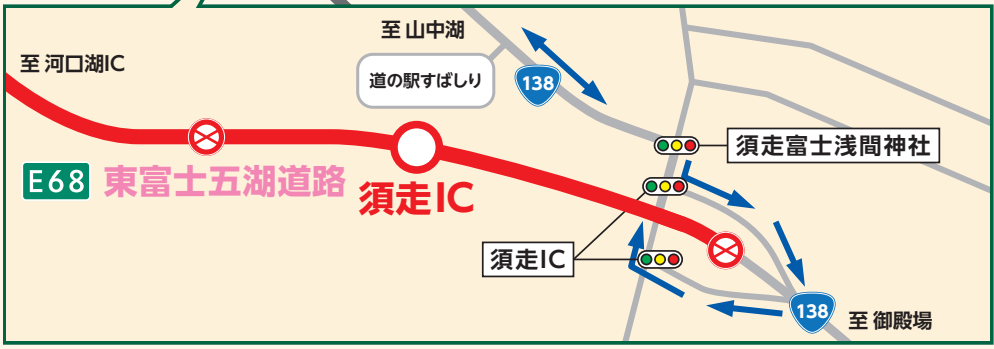 至 山中湖
至 河口湖IC
道の駅すばしり
138
須走富士浅間神社
E68 東富士五湖道路
須走IC
須走IC
138
至 御殿場